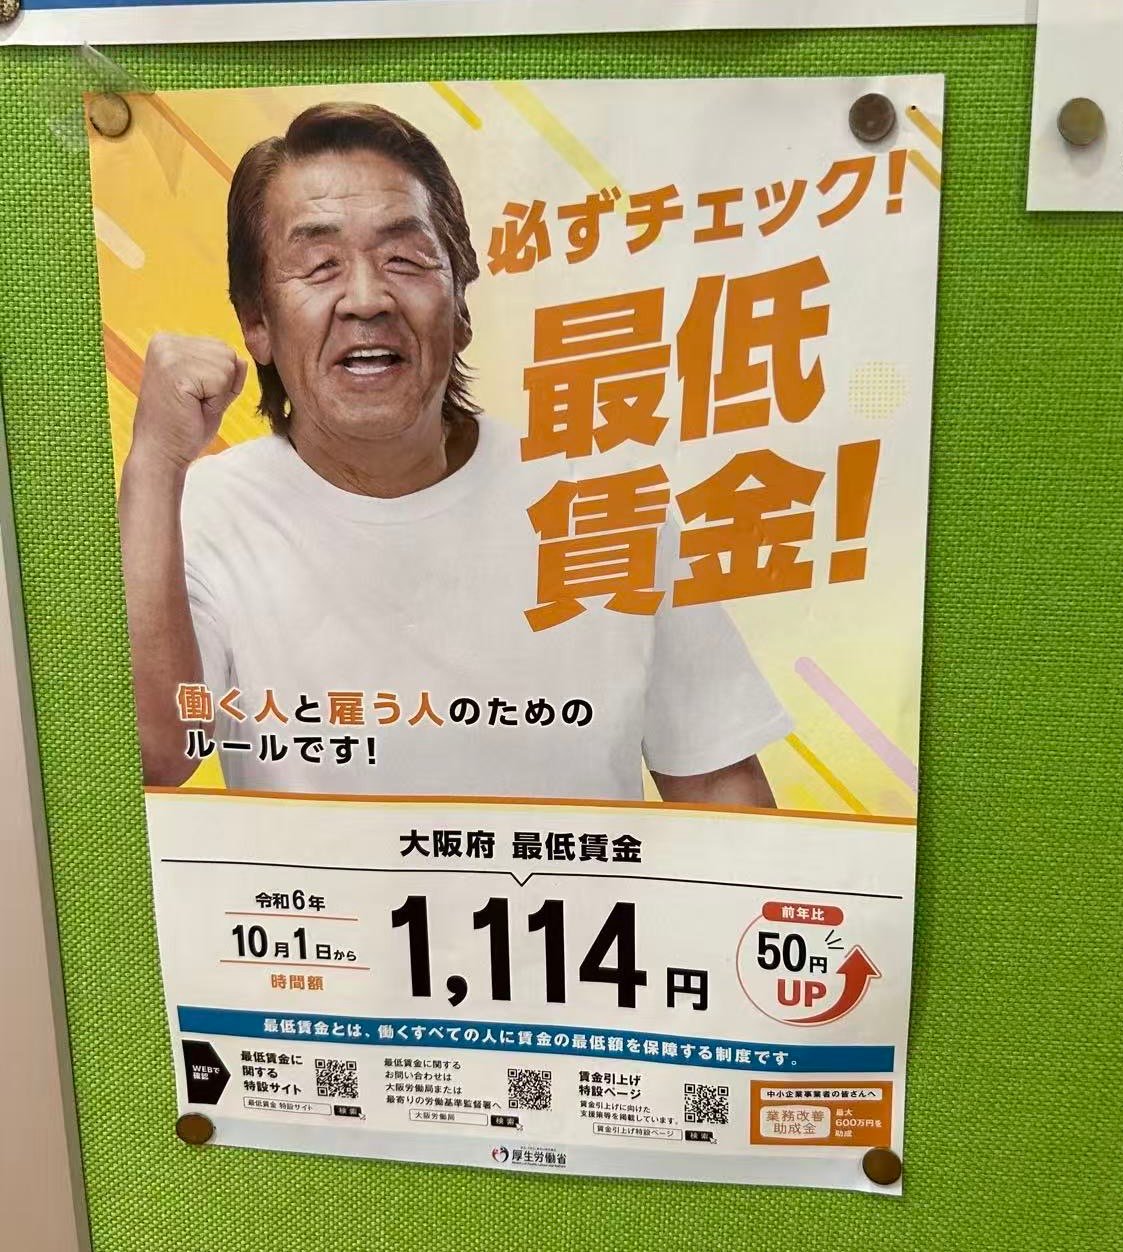 必ずチェック!
最低
賃金!
働く人と雇う人のための
ルールです!
大阪府 最低賃金
令和6年
10月1日から
時間額
1,114円
前年比
50円
UP
最低賃金とは、働くすべての人に賃金の最低額を保障する制度です。
WEBで
確認
最低賃金に
関する
特設サイト
最低賃金 特設サイト 検索
最低賃金に関する
お問い合わせは
大阪労働局または
最寄りの労働基準監督署へ
大阪労働局 検索
賃金引上げ
特設ページ
賃金引上げに向けた
支援策等を掲載しています。
賃金引上げ特設ページ 検索
中小企業事業者の皆さんへ
業務改善
助成金
最大
600万円を
助成
厚生労働省